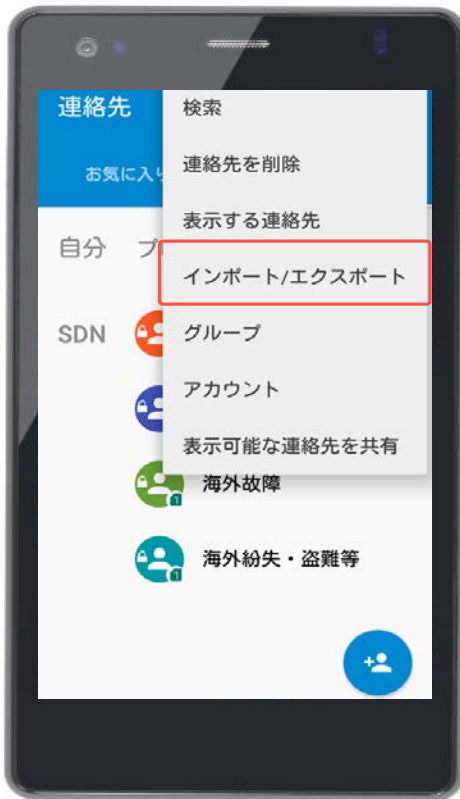 連絡先
検索
連絡先を削除
お気に入り
表示する連絡先
自分
プ
インポート/エクスポート
SDN
グループ
アカウント
表示可能な連絡先を共有
海外故障
海外紛失・盗難等